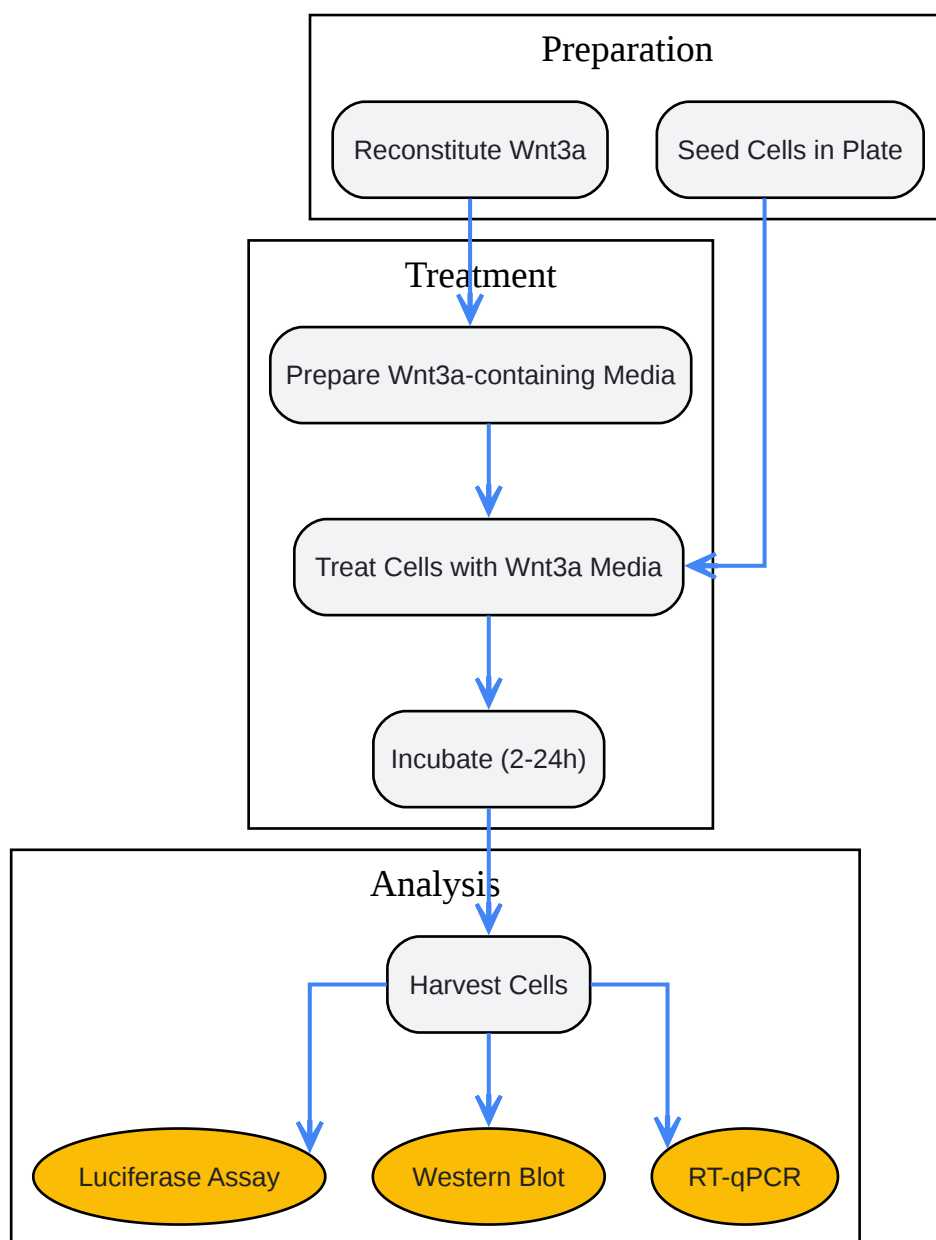 Preparation
Reconstitute Wnt3a
Seed Cells in Plate
Treatment
Prepare Wnt3a-containing Media
Treat Cells with Wnt3a Media
Incubate (2-24h)
Analysis
Harvest Cells
Luciferase Assay
Western Blot
RT-qPCR